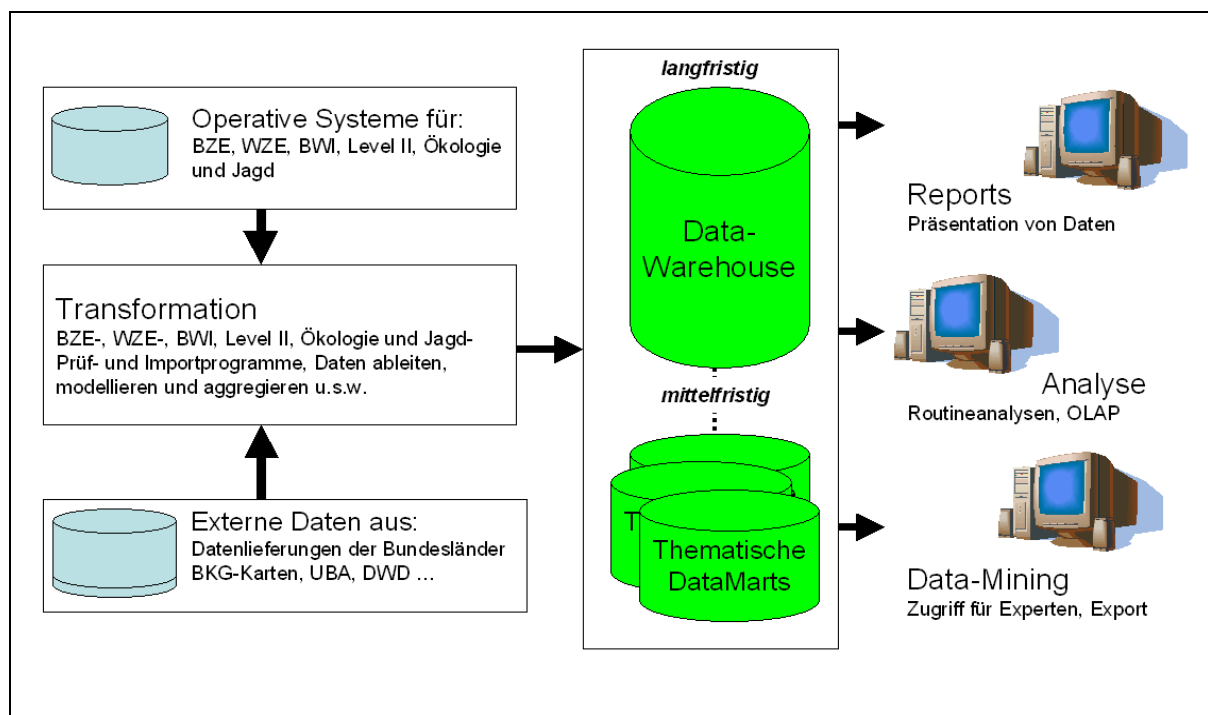 Operative Systeme für:
BZE, WZE, BWI, Level II, Ökologie
und Jagd
Transformation
BZE-, WZE-, BWI, Level II, Ökologie und Jagd-
Prüf- und Importprogramme, Daten ableiten,
modellieren und aggregieren u.s.w.
Externe Daten aus:
Datenlieferungen der Bundesländer
BKG-Karten, UBA, DWD ...
langfristig
Data-
Warehouse
mittelfristig
Thematische
DataMarts
Reports
Präsentation von Daten
Analyse
Routineanalysen, OLAP
Data-Mining
Zugriff für Experten, Export